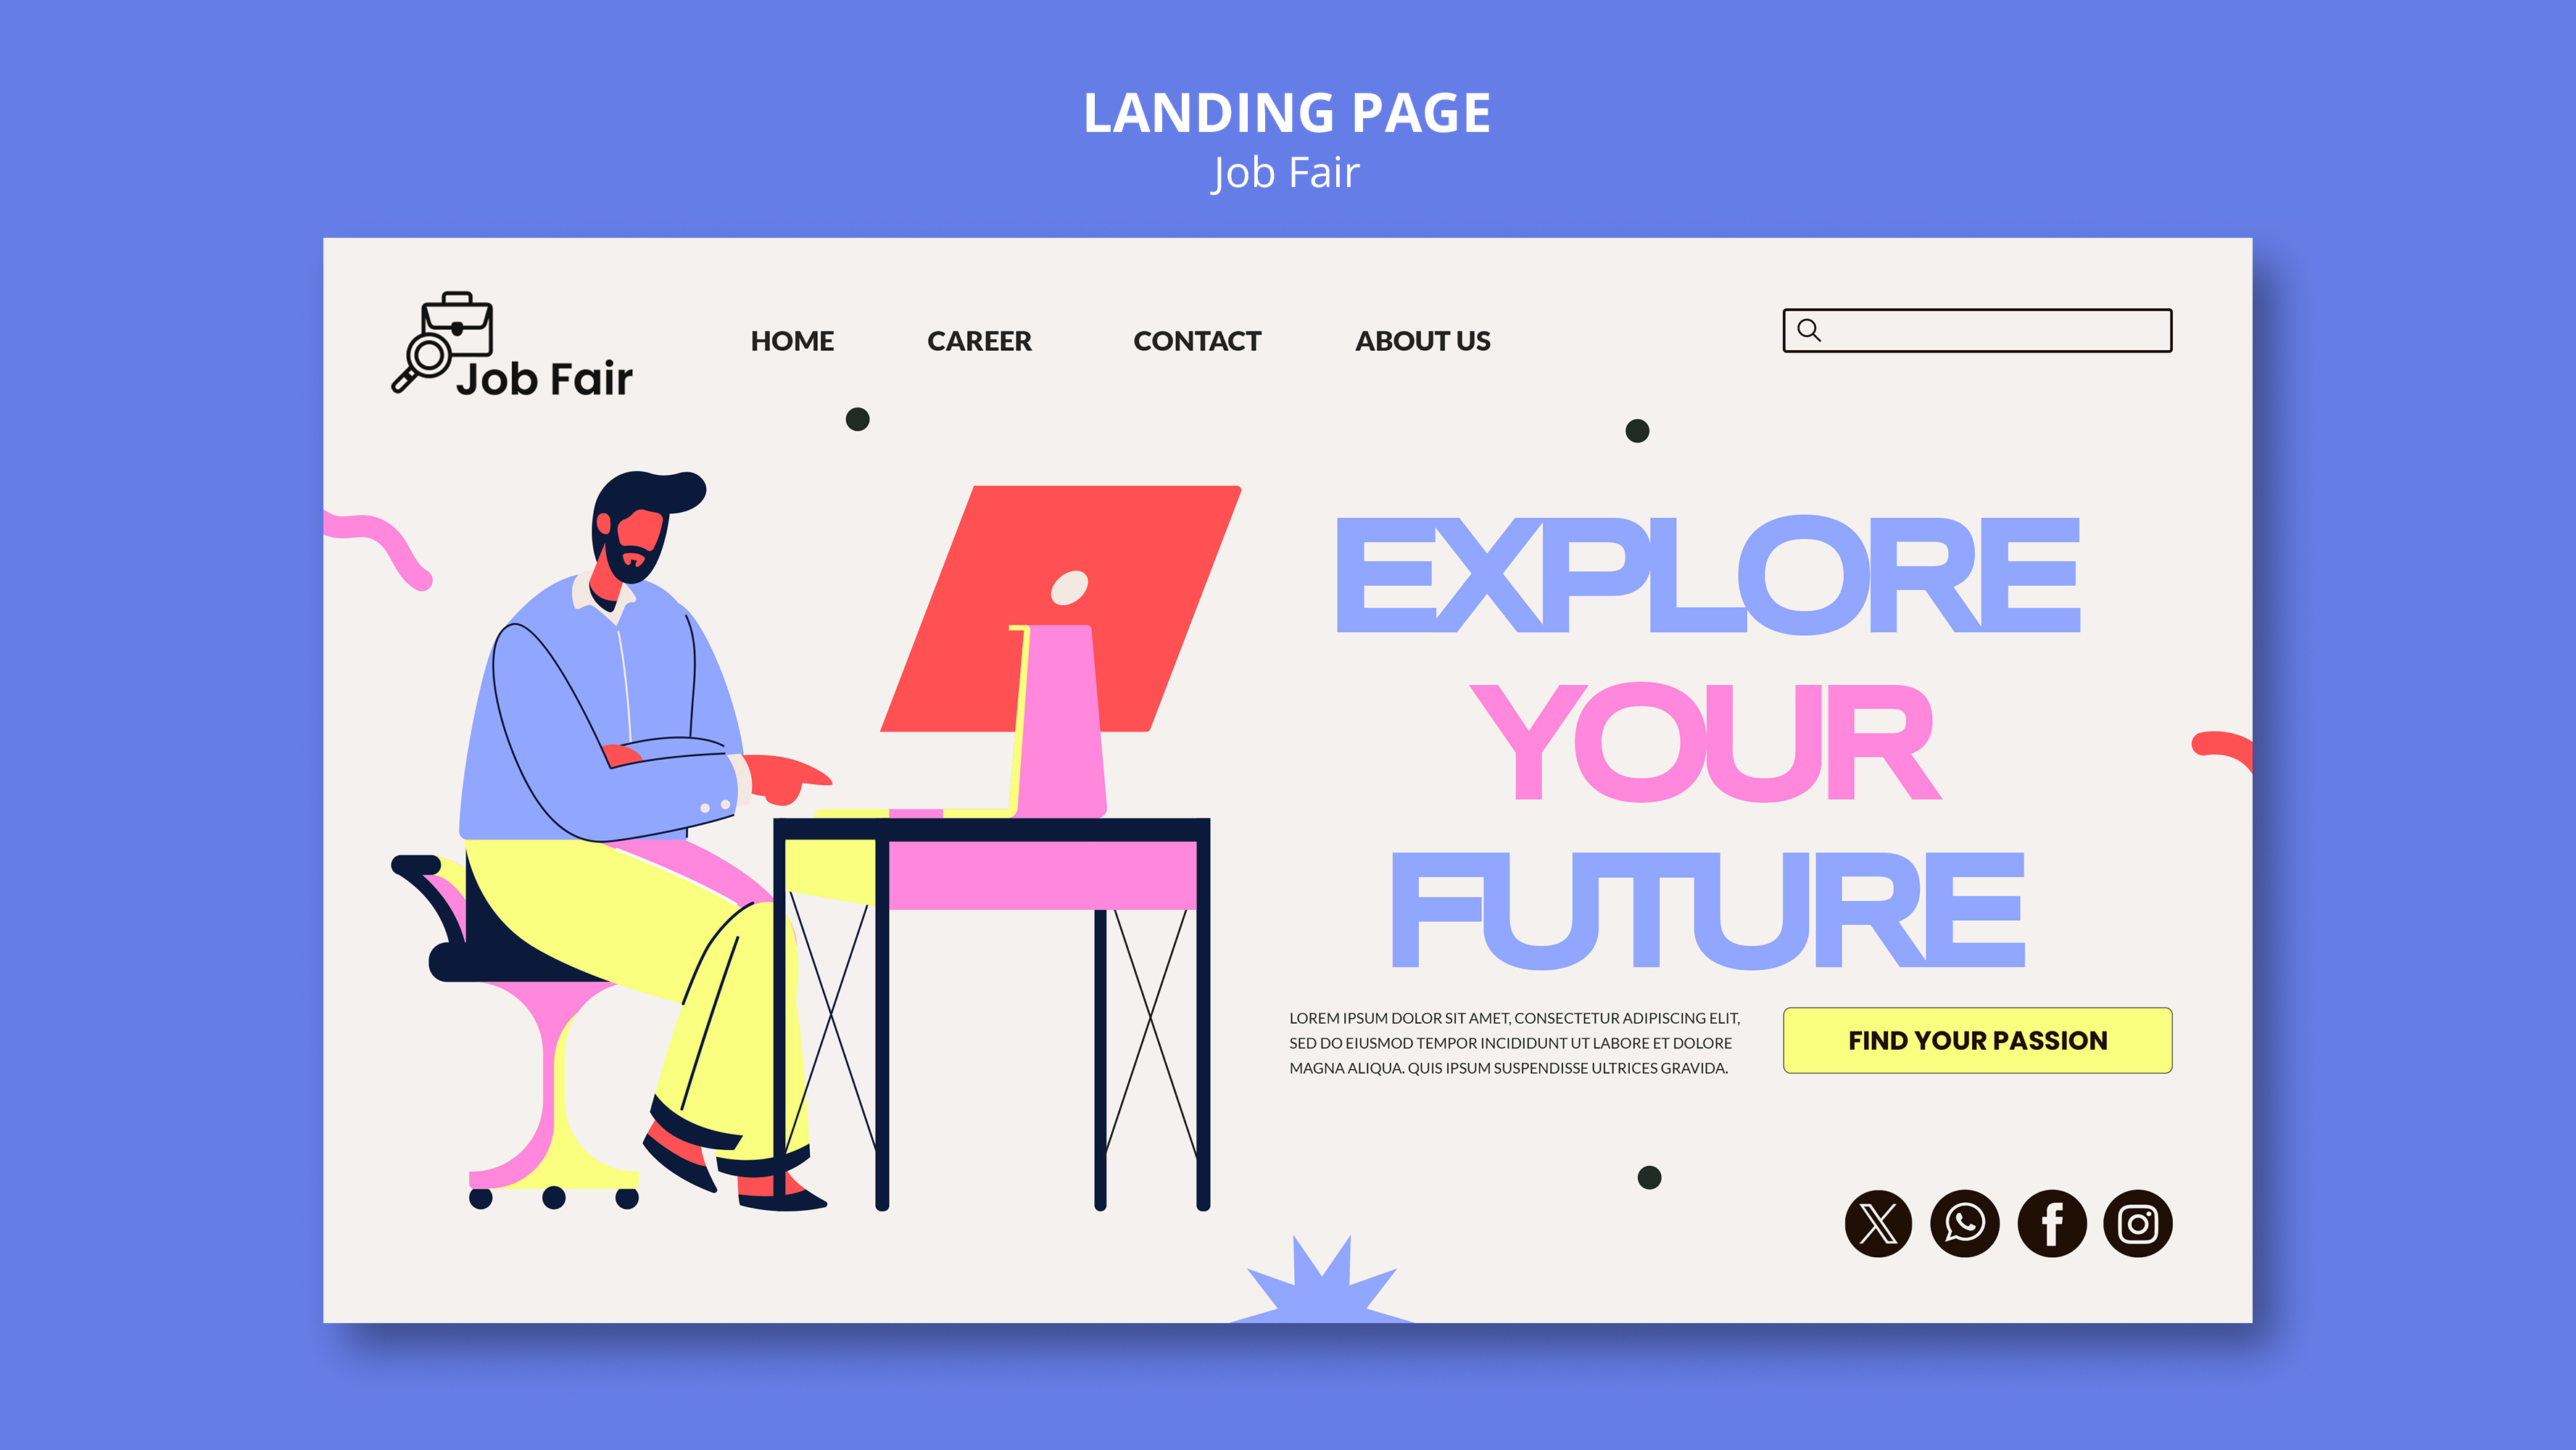 LANDING PAGE
Job Fair
Job Fair
HOME CAREER CONTACT ABOUT US
EXPLORE
YOUR
FUTURE
LOREM IPSUM DOLOR SIT AMET, CONSECTETUR ADIPISCING ELIT,
SED DO EIUSMOD TEMPOR INCIDIDUNT UT LABORE ET DOLORE
MAGNA ALIQUA. QUIS IPSUM SUSPENDISSE ULTRICES GRAVIDA.
FIND YOUR PASSION